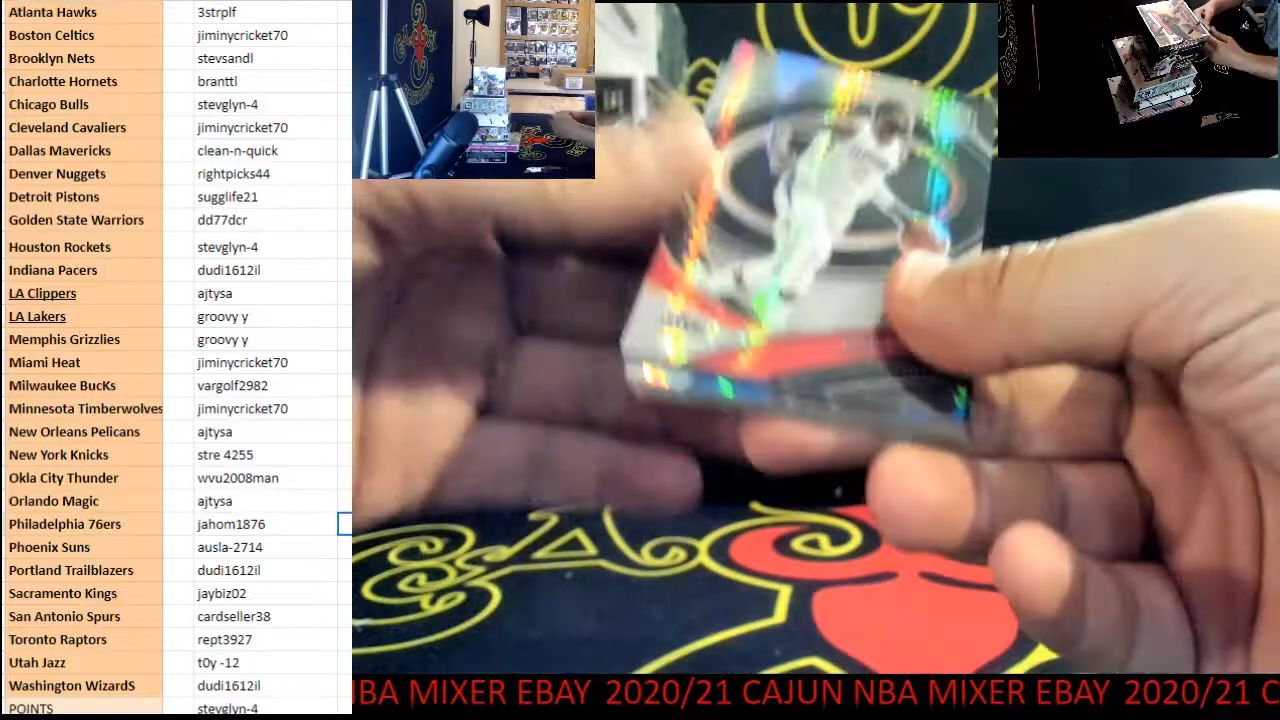 Atlanta Hawks 3strplf
Boston Celtics jiminycricket70
Brooklyn Nets stevsandl
Charlotte Hornets branttl
Chicago Bulls stevglyn-4
Cleveland Cavaliers jiminycricket70
Dallas Mavericks clean-n-quick
Denver Nuggets rightpicks44
Detroit Pistons sugglife21
Golden State Warriors dd77dcr
Houston Rockets stevglyn-4
Indiana Pacers dudi1612il
LA Clippers ajtysa
LA Lakers groovy y
Memphis Grizzlies groovy y
Miami Heat jiminycricket70
Milwaukee BucKs vargolf2982
Minnesota Timberwolves jiminycricket70
New Orleans Pelicans ajtysa
New York Knicks stre 4255
Okla City Thunder wvu2008man
Orlando Magic ajtysa
Philadelphia 76ers jahom1876
Phoenix Suns ausla-2714
Portland Trailblazers dudi1612il
Sacramento Kings jaybiz02
San Antonio Spurs cardseller38
Toronto Raptors rept3927
Utah Jazz t0y -12
Washington WizardS dudi1612il
POINTS stevglyn-4
NBA MIXER EBAY 2020/21 CAJUN NBA MIXER EBAY 2020/21 C